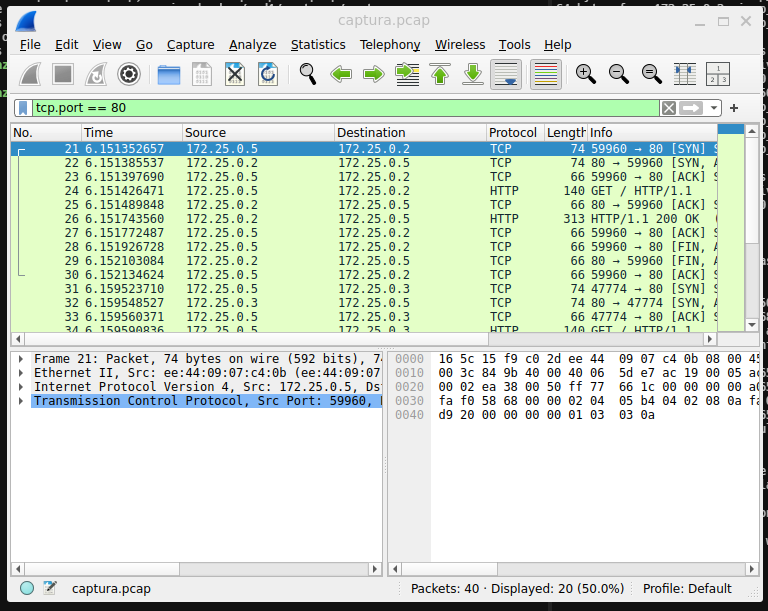 captura.pcap
File Edit View Go Capture Analyze Statistics Telephony Wireless Tools Help
tcp.port == 80
No. Time Source Destination Protocol Length Info
21 6.151352657 172.25.0.5 172.25.0.2 TCP 74 59960 → 80 [SYN] S
22 6.151385537 172.25.0.2 172.25.0.5 TCP 74 80 → 59960 [SYN, A
23 6.151397690 172.25.0.5 172.25.0.2 TCP 66 59960 → 80 [ACK] S
24 6.151426471 172.25.0.5 172.25.0.2 HTTP 140 GET / HTTP/1.1
25 6.151489848 172.25.0.2 172.25.0.5 TCP 66 80 → 59960 [ACK] S
26 6.151743560 172.25.0.2 172.25.0.5 HTTP 313 HTTP/1.1 200 OK (
27 6.151772487 172.25.0.5 172.25.0.2 TCP 66 59960 → 80 [ACK] S
28 6.151926728 172.25.0.5 172.25.0.2 TCP 66 59960 → 80 [FIN, A
29 6.152103084 172.25.0.2 172.25.0.5 TCP 66 80 → 59960 [FIN, A
30 6.152134624 172.25.0.5 172.25.0.2 TCP 66 59960 → 80 [ACK] S
31 6.159523710 172.25.0.5 172.25.0.3 TCP 74 47774 → 80 [SYN] S
32 6.159548527 172.25.0.3 172.25.0.5 TCP 74 80 → 47774 [SYN, A
33 6.159560371 172.25.0.5 172.25.0.3 TCP 66 47774 → 80 [ACK] S
34 6.159590836 172.25.0.5 172.25.0.3 HTTP 140 GET / HTTP/1.1
Frame 21: Packet, 74 bytes on wire (592 bits), 74
Ethernet II, Src: ee:44:09:07:c4:0b (ee:44:09:07
Internet Protocol Version 4, Src: 172.25.0.5, Ds
Transmission Control Protocol, Src Port: 59960,
0000 16 5c 15 f9 c0 2d ee 44 09 07 c4 0b 08 00 45
0010 00 3c 84 9b 40 00 40 06 5d e7 ac 19 00 05 ac
0020 00 02 ea 38 00 50 ff 77 66 1c 00 00 00 00 a0
0030 fa f0 58 68 00 00 02 04 05 b4 04 02 08 0a fa
0040 d9 20 00 00 00 00 01 03 03 0a
captura.pcap
Packets: 40 · Displayed: 20 (50.0%)
Profile: Default